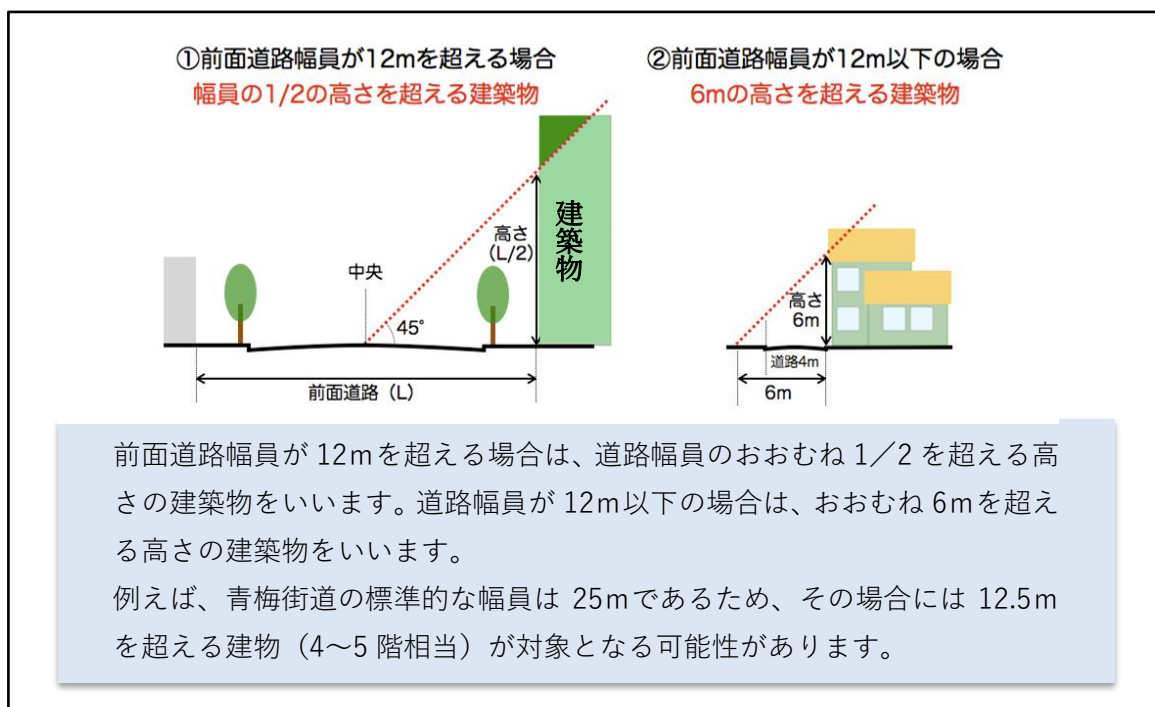 ①前面道路幅員が12mを超える場合
幅員の1/2の高さを超える建築物
建築物
高さ
(L/2)
中央
45°
前面道路（L）
②前面道路幅員が12m以下の場合
6mの高さを超える建築物
高さ
6m
道路4m
6m
前面道路幅員が 12ｍを超える場合は、道路幅員のおおむね 1／2 を超える高
さの建築物をいいます。道路幅員が 12ｍ以下の場合は、おおむね 6ｍを超え
る高さの建築物をいいます。
例えば、青梅街道の標準的な幅員は 25ｍであるため、その場合には 12.5ｍ
を超える建物（4～5 階相当）が対象となる可能性があります。